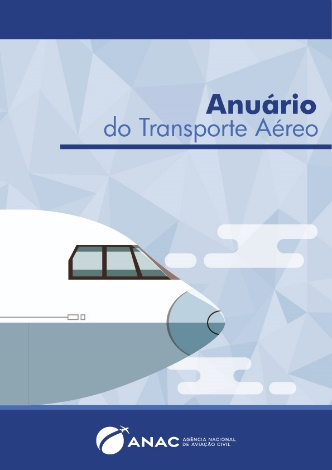 Anuário
do Transporte Aéreo
ANAC
AGÊNCIA NACIONAL
DE AVIAÇÃO CIVIL